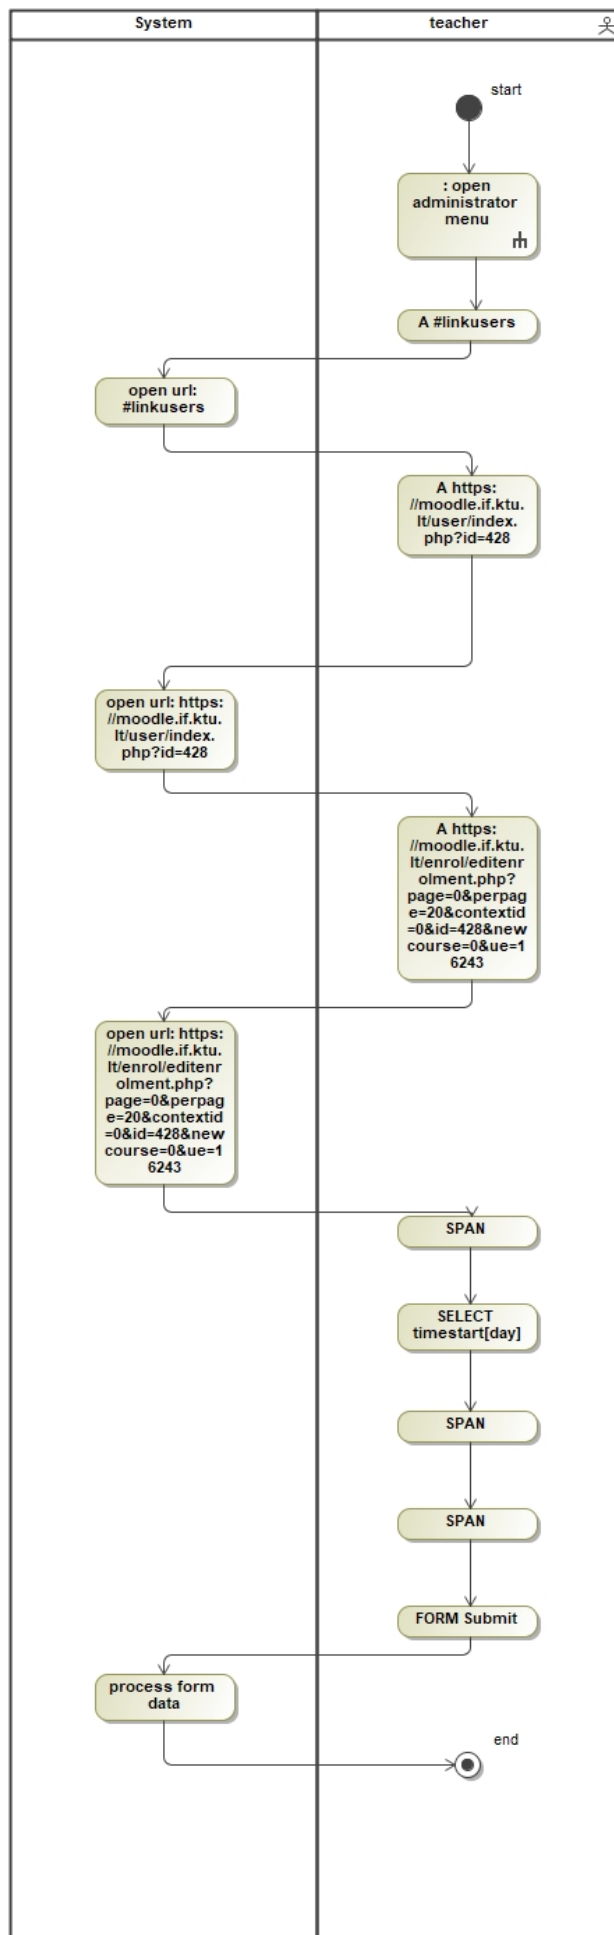 System
teacher
start
: open
administrator
menu
A #linkusers
open url:
#linkusers
A https:
//moodle.if.ktu.
lt/user/index.
php?id=428
open url: https:
//moodle.if.ktu.
lt/user/index.
php?id=428
A https:
//moodle.if.ktu.
lt/enrol/editenr
olment.php?
page=0&perpag
e=20&contextid
=0&id=428&new
course=0&ue=1
6243
open url: https:
//moodle.if.ktu.
lt/enrol/editenr
olment.php?
page=0&perpag
e=20&contextid
=0&id=428&new
course=0&ue=1
6243
SPAN
SELECT
timestart[day]
SPAN
SPAN
FORM Submit
process form
data
end